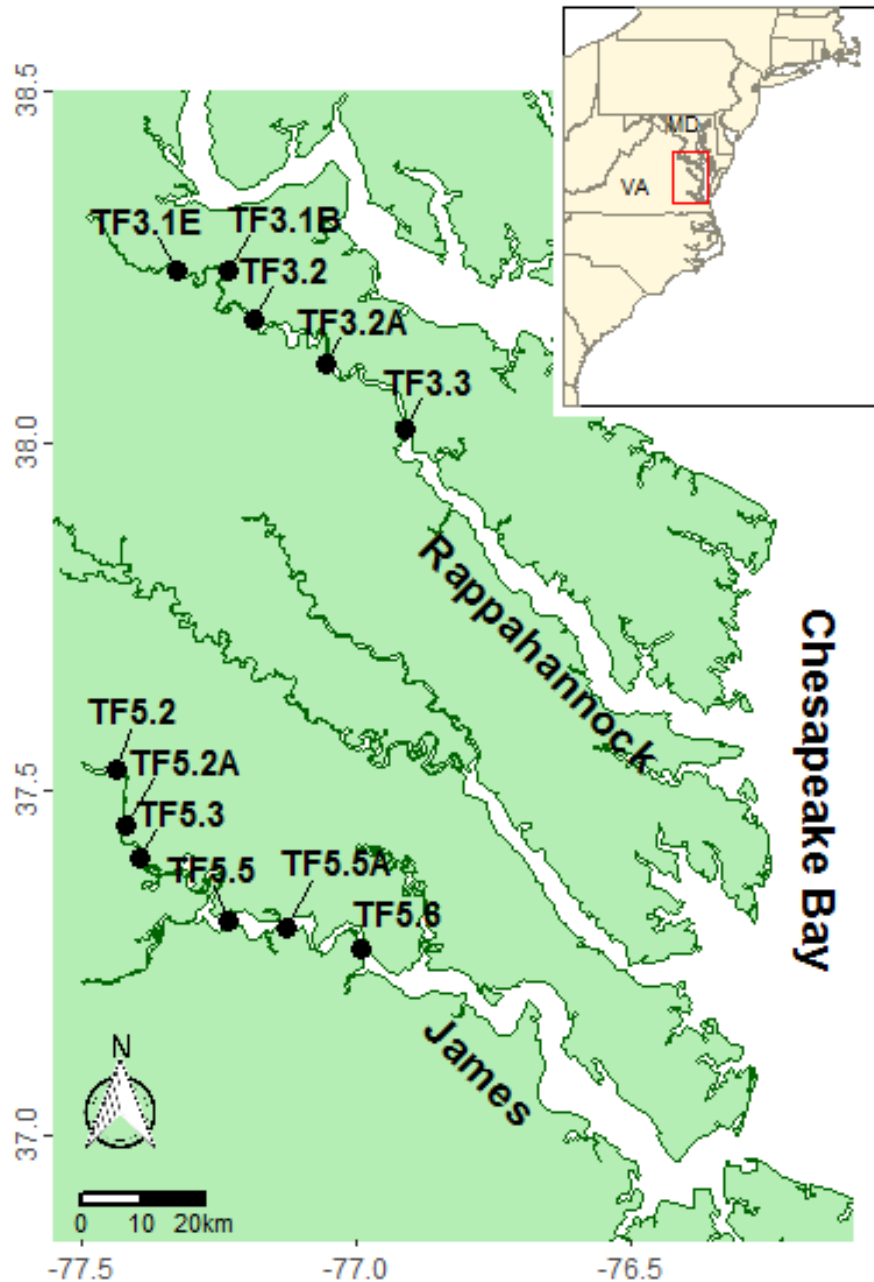 MD
VA
38.5
TF3.1E
TF3.1B
TF3.2
TF3.2A
TF3.3
38.0
Rappahannock
Chesapeake Bay
37.5
TF5.2
TF5.2A
TF5.3
TF5.5
TF5.5A
TF5.6
James
N
37.0
0 10 20km
-77.5 -77.0 -76.5